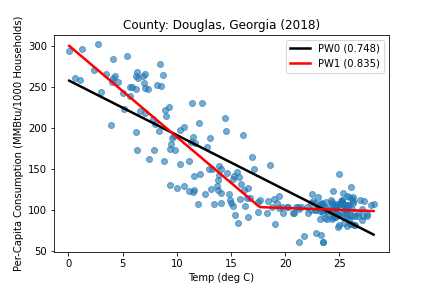 County: Douglas, Georgia (2018)
Per-Capita Consumption (MMBtu/1000 Households)
300
250
200
150
100
50
PW0 (0.748)
PW1 (0.835)
0 5 10 15 20 25
Temp (deg C)